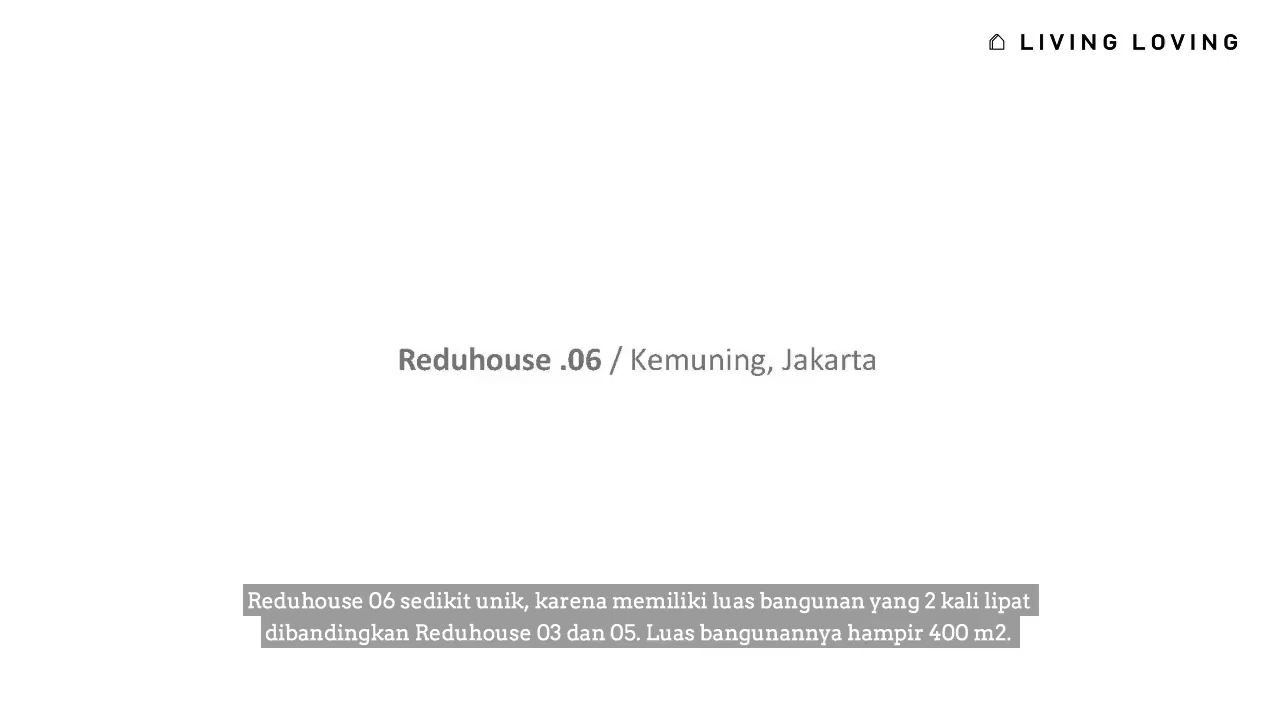 LIVING LOVING
Reduhouse .06 / Kemuning, Jakarta
Reduhouse 06 sedikit unik, karena memiliki luas bangunan yang 2 kali lipat
dibandingkan Reduhouse 03 dan 05. Luas bangunannya hampir 400 m2.